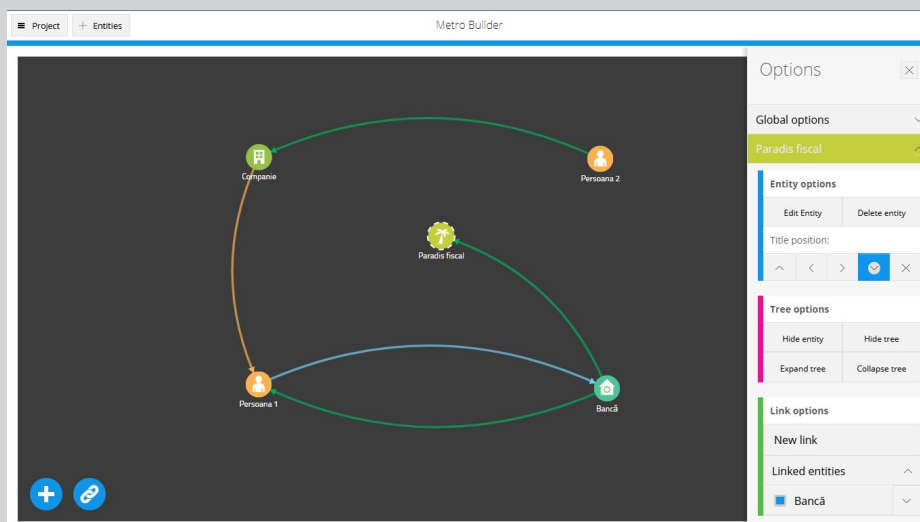 Project
Entities
Metro Builder
Options
Global options
Paradis fiscal
Entity options
Edit Entity
Delete entity
Title position:
Tree options
Hide entity
Hide tree
Expand tree
Collapse tree
Link options
New link
Linked entities
Bancă
Companie
Persoana 2
Paradis fiscal
Persoana 1
Bancă